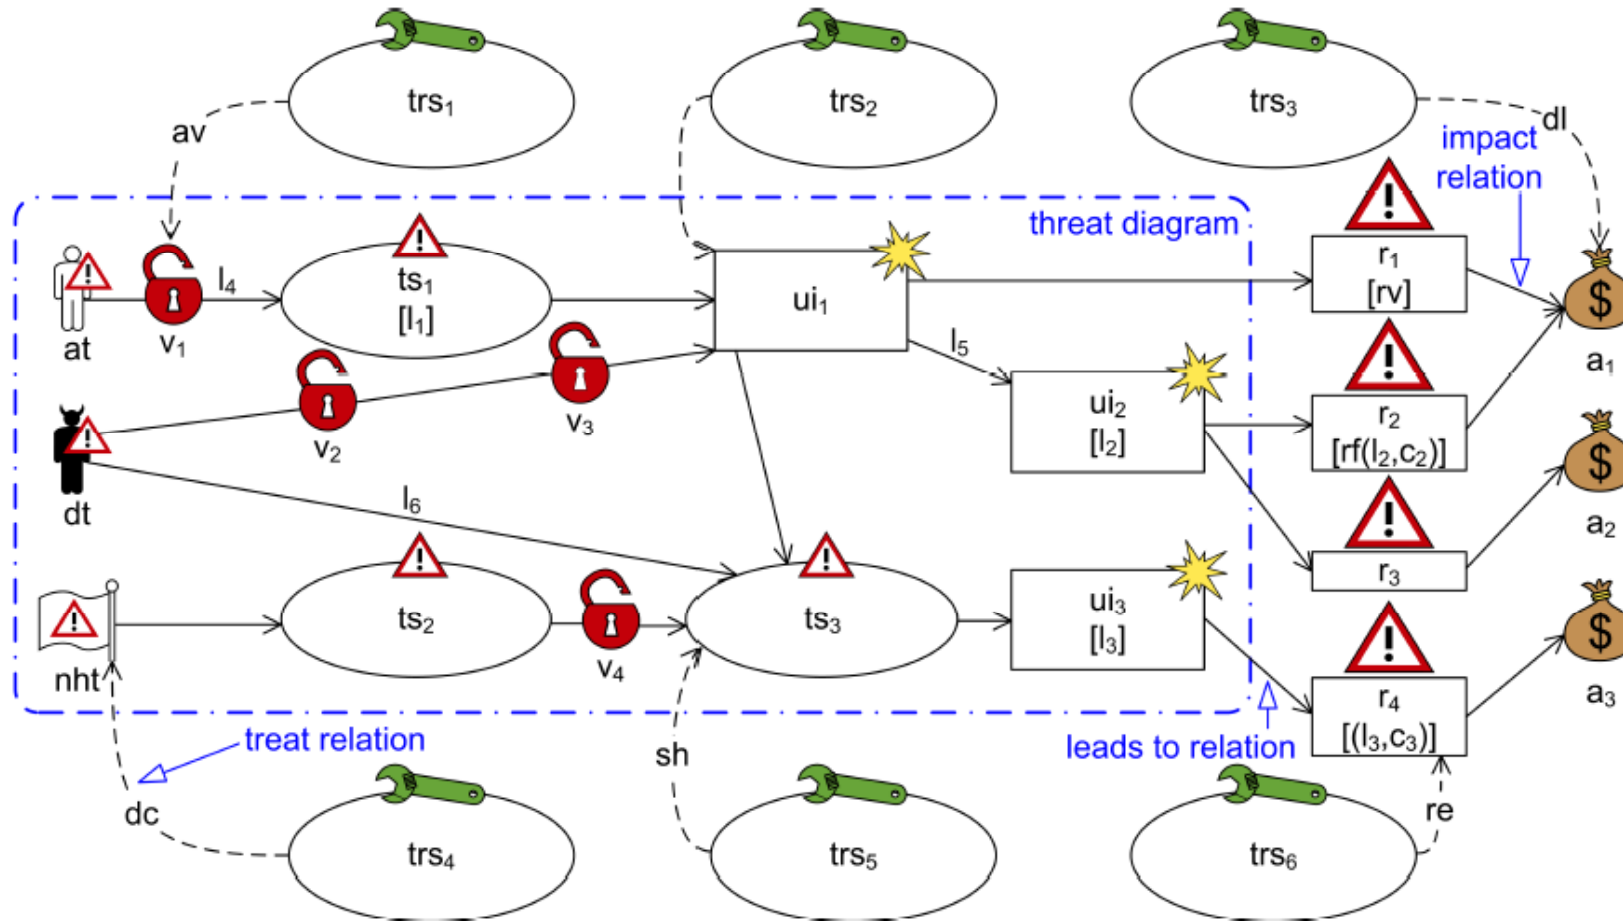 trs₁
trs₂
trs₃
av
dl
impact
relation
threat diagram
at
v₁
l₄
ts₁
[l₁]
ui₁
r₁
[rv]
$
a₁
dt
v₂
v₃
l₅
ui₂
[l₂]
r₂
[rf(l₂,c₂)]
$
a₂
l₆
r₃
nht
ts₂
v₄
ts₃
ui₃
[l₃]
r₄
[(l₃,c₃)]
$
a₃
treat relation
sh
leads to relation
dc
re
trs₄
trs₅
trs₆